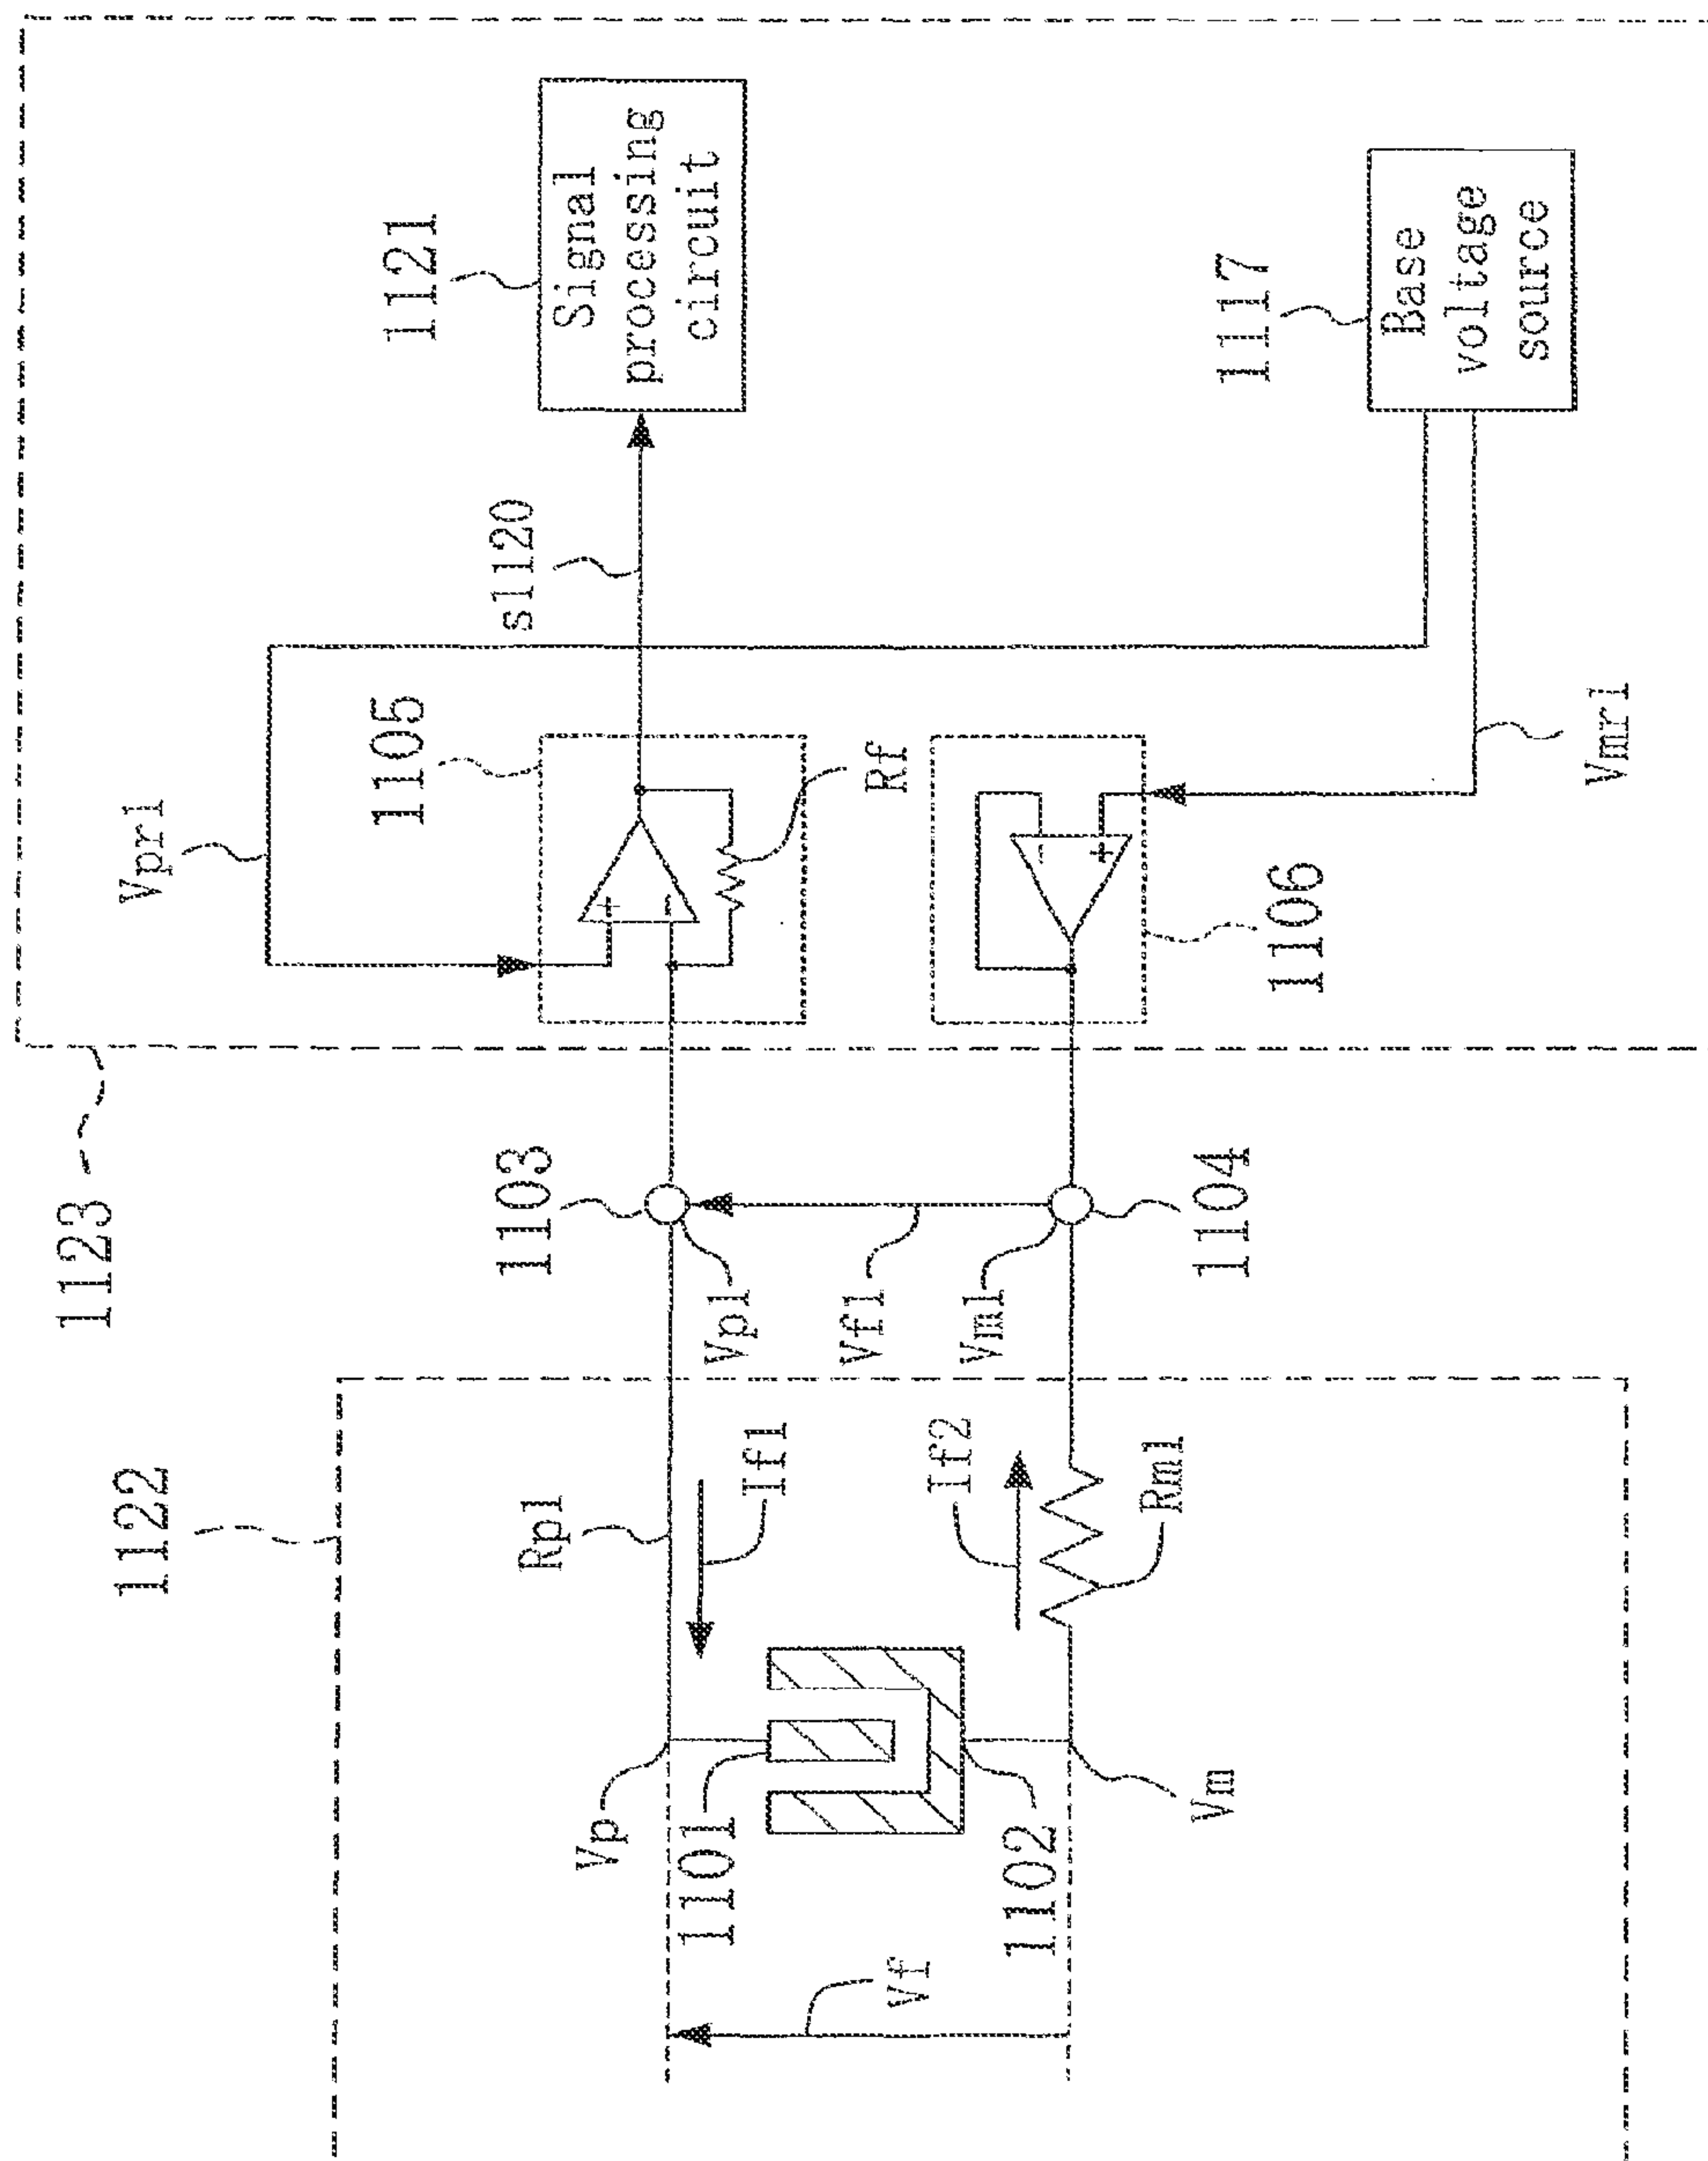 1122
1123
Vpr1
1105
s1120
1121
Signal
processing
circuit
Rp1
1103
Vp
1101
If1
Vp1
Rf
Vf
Vf1
1102
If2
Vm1
Vm
Rm1
1104
1106
1117
Base
voltage
source
Vmr1
+
−
−
+